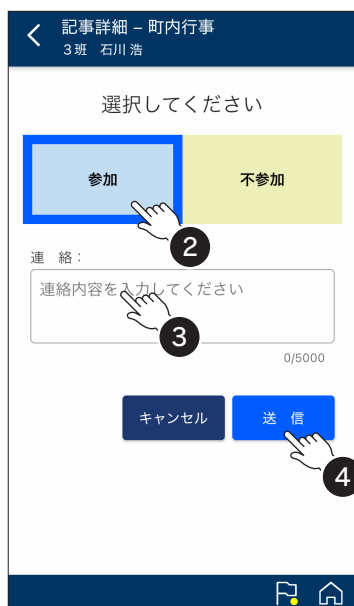 記事詳細 – 町内行事
3班 石川 浩
選択してください
参加
不参加
2
連 絡：
連絡内容を入力してください
3
0/5000
キャンセル
送 信
4